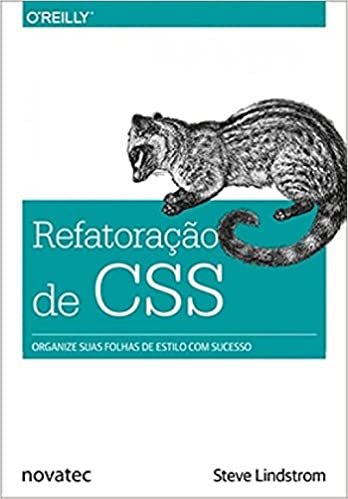 O'REILLY®
Refatoração
de CSS
ORGANIZE SUAS FOLHAS DE ESTILO COM SUCESSO
novatec
Steve Lindstrom